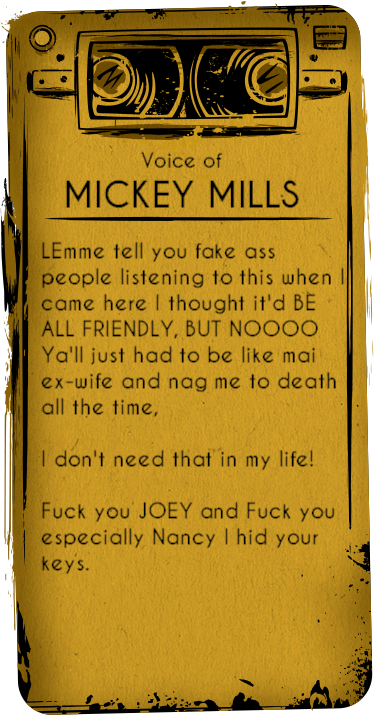 Voice of
MICKEY MILLS
LEmme tell you fake ass
people listening to this when I
came here I thought it'd BE
ALL FRIENDLY, BUT NOOOO
Ya'll just had to be like mai
ex-wife and nag me to death
all the time,
I don't need that in my life!
Fuck you JOEY and Fuck you
especially Nancy I hid your
keys.